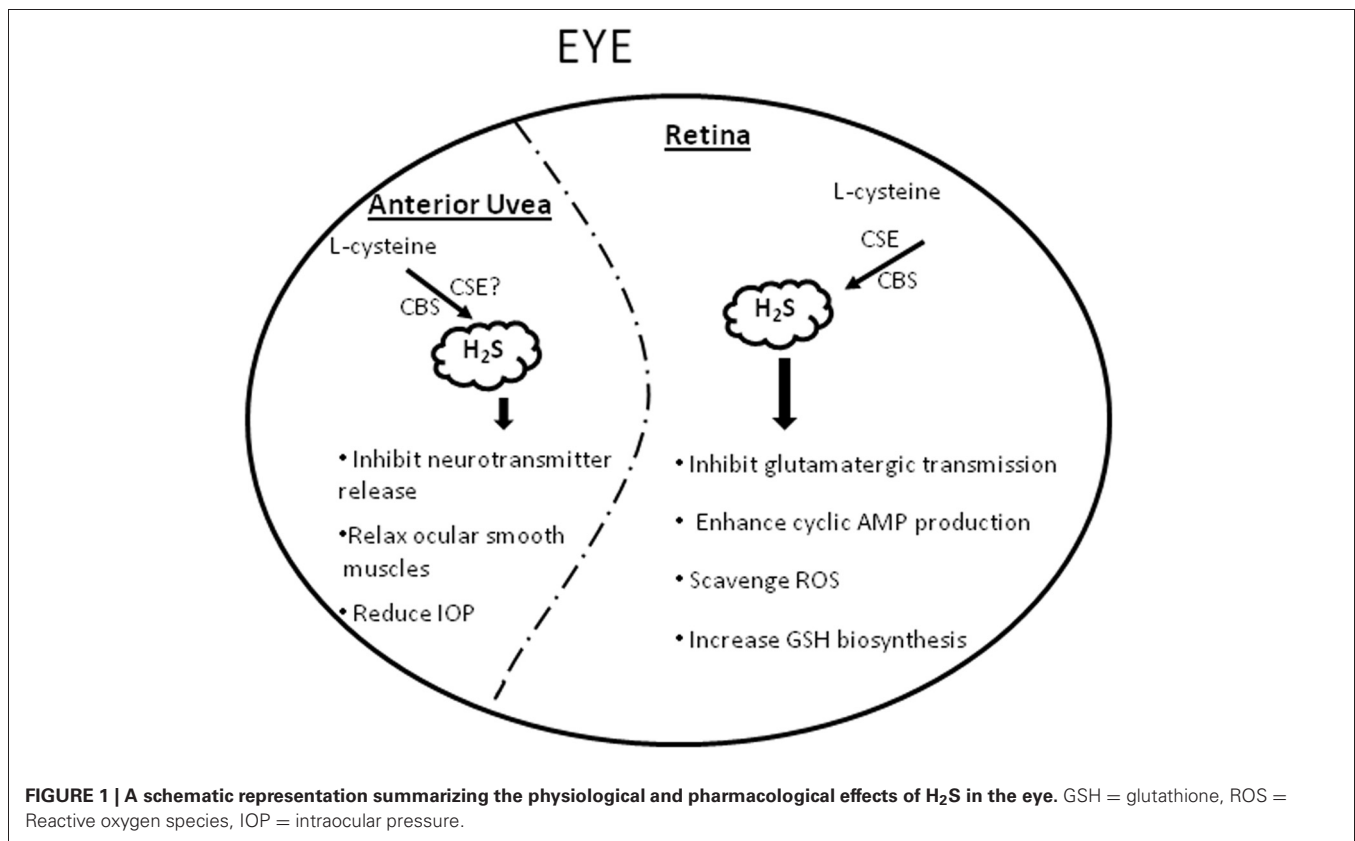 EYE
Anterior Uvea
L-cysteine
CSE?
CBS
H₂S
• Inhibit neurotransmitter
release
•Relax ocular smooth
muscles
• Reduce IOP
Retina
L-cysteine
CSE
CBS
H₂S
• Inhibit glutamatergic transmission
• Enhance cyclic AMP production
• Scavenge ROS
• Increase GSH biosynthesis
FIGURE 1 | A schematic representation summarizing the physiological and pharmacological effects of H₂S in the eye. GSH = glutathione, ROS =
Reactive oxygen species, IOP = intraocular pressure.